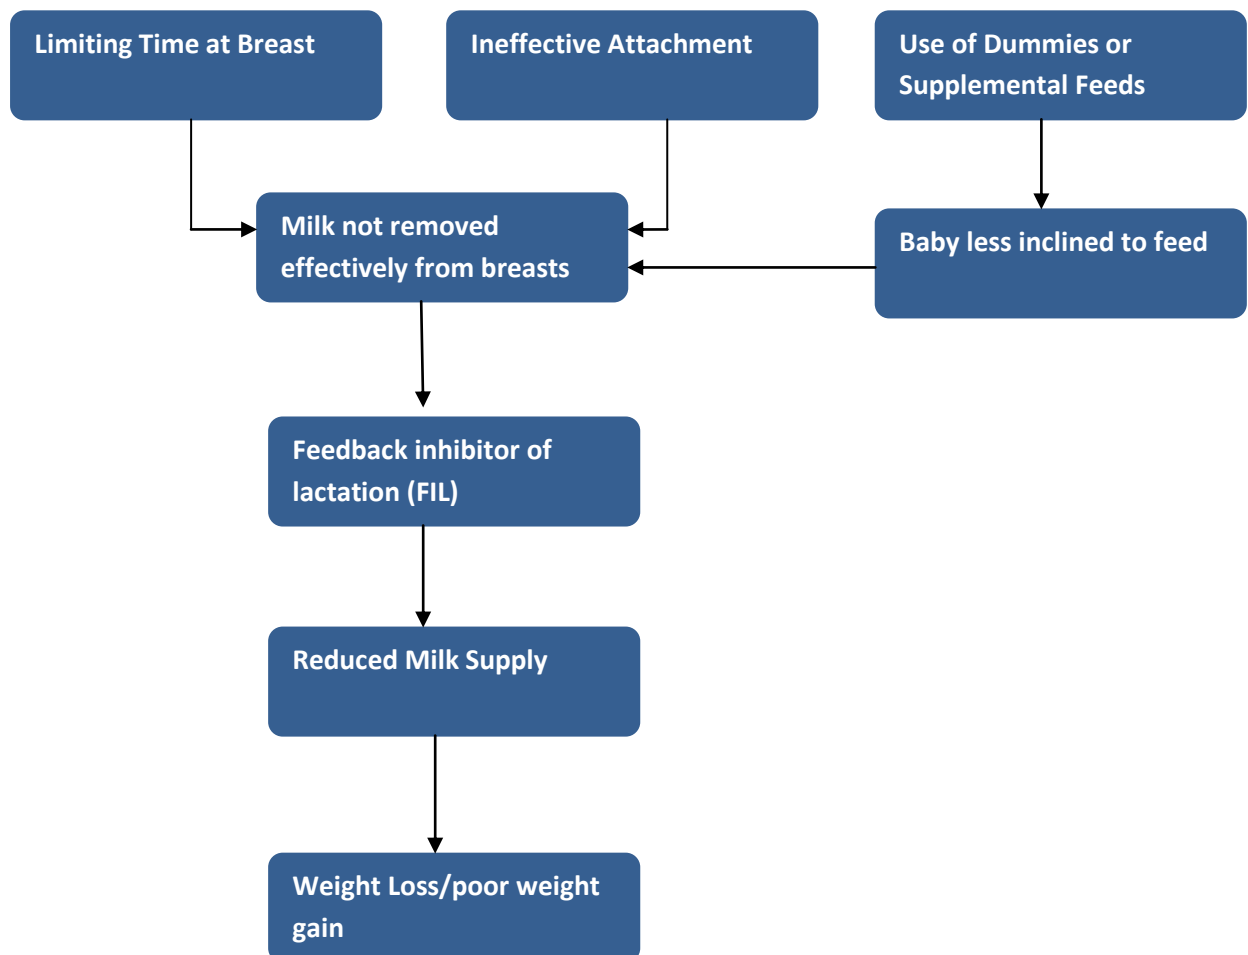 Limiting Time at Breast
Ineffective Attachment
Use of Dummies or
Supplemental Feeds
Milk not removed
effectively from breasts
Baby less inclined to feed
Feedback inhibitor of
lactation (FIL)
Reduced Milk Supply
Weight Loss/poor weight
gain